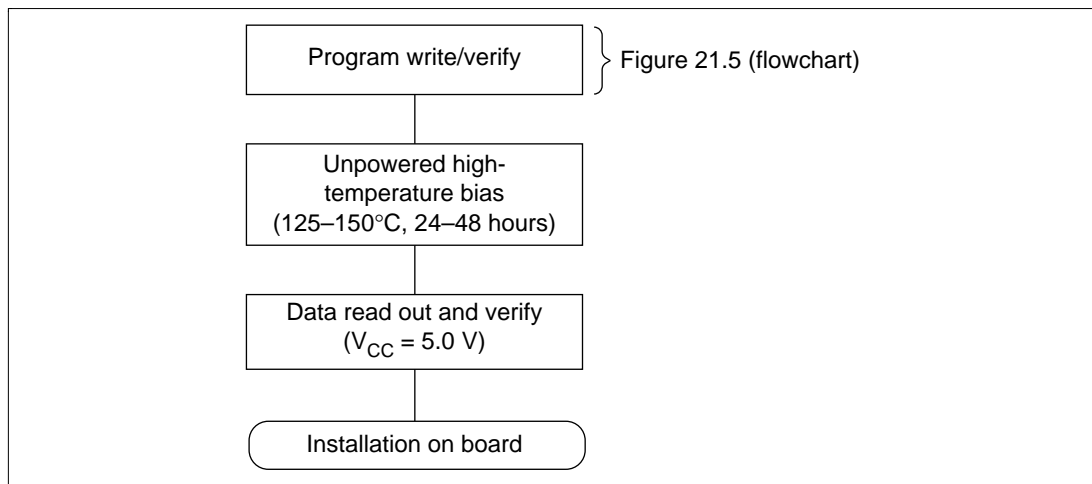 Program write/verify
Figure 21.5 (flowchart)
Unpowered high-
temperature bias
(125–150°C, 24–48 hours)
Data read out and verify
(VCC = 5.0 V)
Installation on board